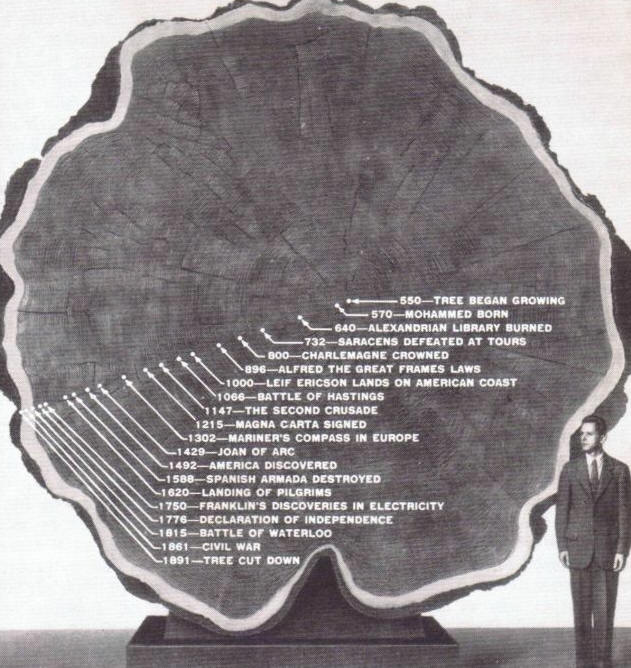 550—TREE BEGAN GROWING
570—MOHAMMED BORN
640—ALEXANDRIAN LIBRARY BURNED
732—SARACENS DEFEATED AT TOURS
800—CHARLEMAGNE CROWNED
896—ALFRED THE GREAT FRAMES LAWS
1000—LEIF ERICSON LANDS ON AMERICAN COAST
1066—BATTLE OF HASTINGS
1147—THE SECOND CRUSADE
1215—MAGNA CARTA SIGNED
1302—MARINER'S COMPASS IN EUROPE
1429—JOAN OF ARC
1492—AMERICA DISCOVERED
1588—SPANISH ARMADA DESTROYED
1620—LANDING OF PILGRIMS
1750—FRANKLIN'S DISCOVERIES IN ELECTRICITY
1776—DECLARATION OF INDEPENDENCE
1815—BATTLE OF WATERLOO
1861—CIVIL WAR
1891—TREE CUT DOWN